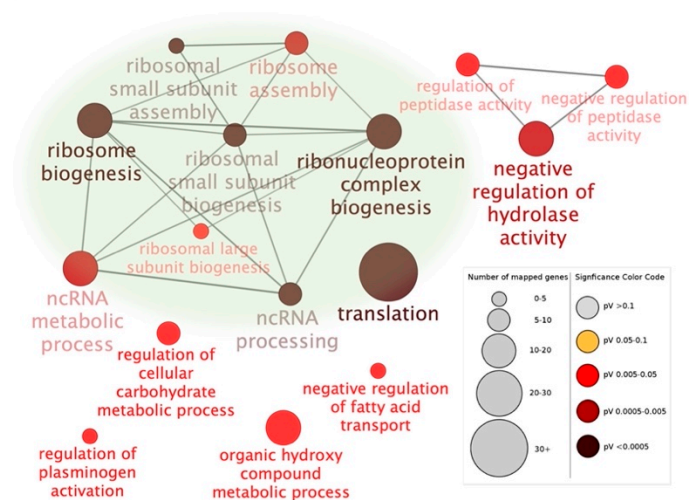 ribosomal
small subunit
assembly
ribosome
assembly
regulation of
peptidase activity
negative regulation
of peptidase
activity
ribosome
biogenesis
ribosomal
small subunit
biogenesis
ribonucleoprotein
complex
biogenesis
negative
regulation of
hydrolase
activity
ribosomal large
subunit biogenesis
ncRNA
metabolic
process
ncRNA
processing
translation
regulation of
cellular
carbohydrate
metabolic process
negative regulation
of fatty acid
transport
regulation of
plasminogen
activation
organic hydroxy
compound
metabolic process
Number of mapped genes
0-5
5-10
10-20
20-30
30+
Signficance Color Code
pV >0.1
pV 0.05-0.1
pV 0.005-0.05
pV 0.0005-0.005
pV <0.0005